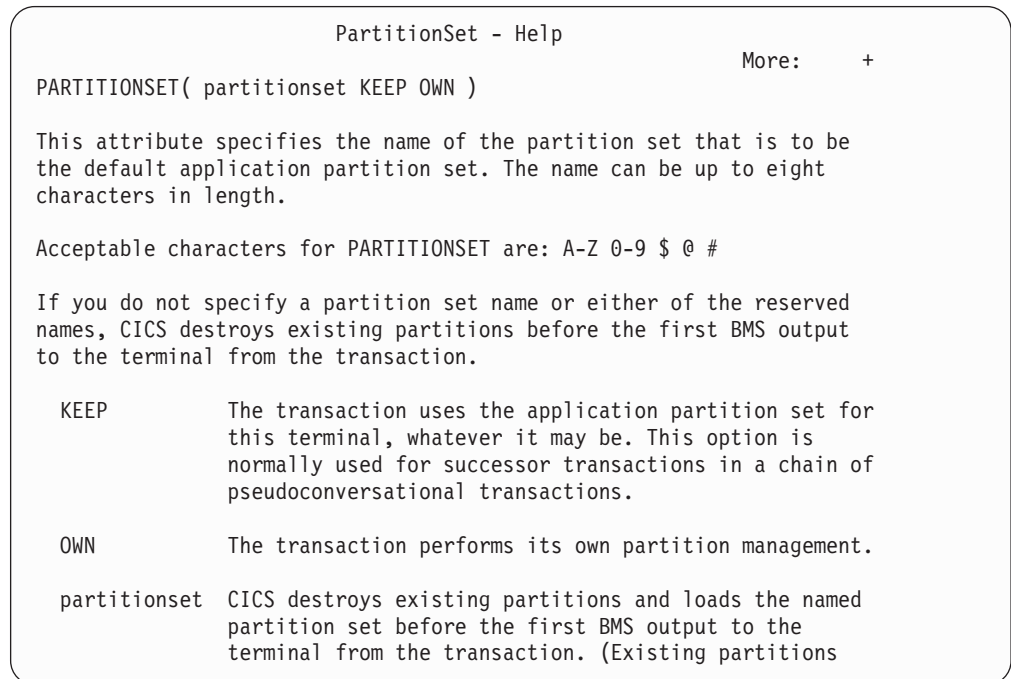 PartitionSet - Help
More: +
PARTITIONSET( partitionset KEEP OWN )
This attribute specifies the name of the partition set that is to be
the default application partition set. The name can be up to eight
characters in length.
Acceptable characters for PARTITIONSET are: A-Z 0-9 $ @ #
If you do not specify a partition set name or either of the reserved
names, CICS destroys existing partitions before the first BMS output
to the terminal from the transaction.
KEEP The transaction uses the application partition set for
this terminal, whatever it may be. This option is
normally used for successor transactions in a chain of
pseudoconversational transactions.
OWN The transaction performs its own partition management.
partitionset CICS destroys existing partitions and loads the named
partition set before the first BMS output to the
terminal from the transaction. (Existing partitions